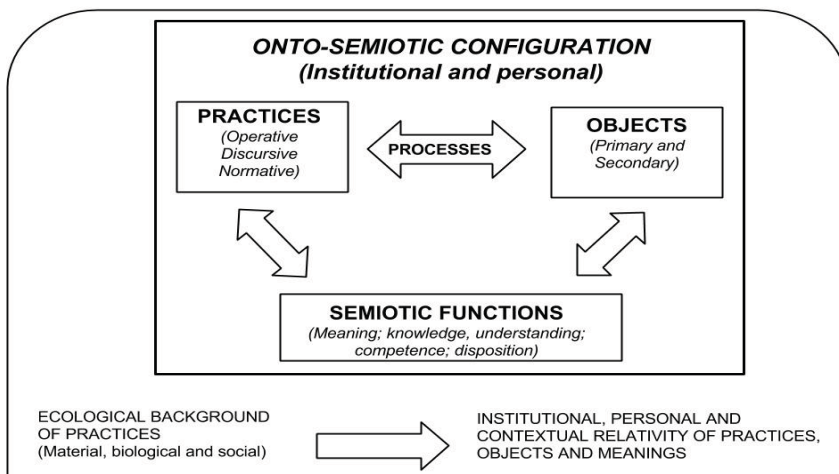 ONTO-SEMIOTIC CONFIGURATION
(Institutional and personal)
PRACTICES
(Operative
Discursive
Normative)
PROCESSES
OBJECTS
(Primary and
Secondary)
SEMIOTIC FUNCTIONS
(Meaning; knowledge, understanding;
competence; disposition)
ECOLOGICAL BACKGROUND
OF PRACTICES
(Material, biological and social)
INSTITUTIONAL, PERSONAL AND
CONTEXTUAL RELATIVITY OF PRACTICES,
OBJECTS AND MEANINGS